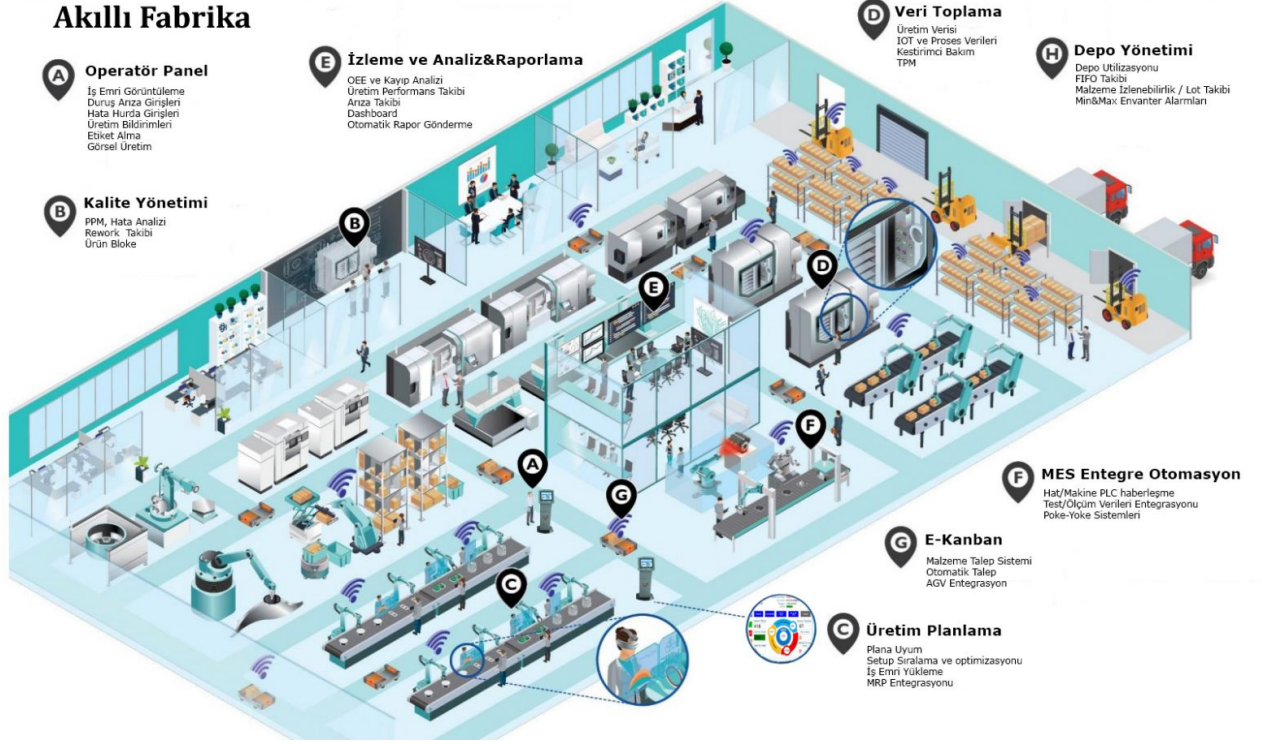 Akıllı Fabrika
A
Operatör Panel
İş Emri Görüntüleme
Duruş Arıza Girişleri
Hata Hurda Girişleri
Üretim Bildirimleri
Etiket Alma
Görsel Üretim
B
Kalite Yönetimi
PPM, Hata Analizi
Rework Takibi
Ürün Bloke
E
İzleme ve Analiz&Raporlama
OEE ve Kayıp Analizi
Üretim Performans Takibi
Arıza Takibi
Dashboard
Otomatik Rapor Gönderme
D
Veri Toplama
Üretim Verisi
IOT ve Proses Verileri
Kestirimci Bakım
TPM
H
Depo Yönetimi
Depo Utilizasyonu
FIFO Takibi
Malzeme İzlenebilirlik / Lot Takibi
Min&Max Envanter Alarmları
B
D
E
F
A
G
C
F
MES Entegre Otomasyon
Hat/Makine PLC haberleşme
Test/Ölçüm Verileri Entegrasyonu
Poke-Yoke Sistemleri
G
E-Kanban
Malzeme Talep Sistemi
Otomatik Talep
AGV Entegrasyon
C
Üretim Planlama
Plana Uyum
Setup Sıralama ve optimizasyonu
İş Emri Yükleme
MRP Entegrasyonu